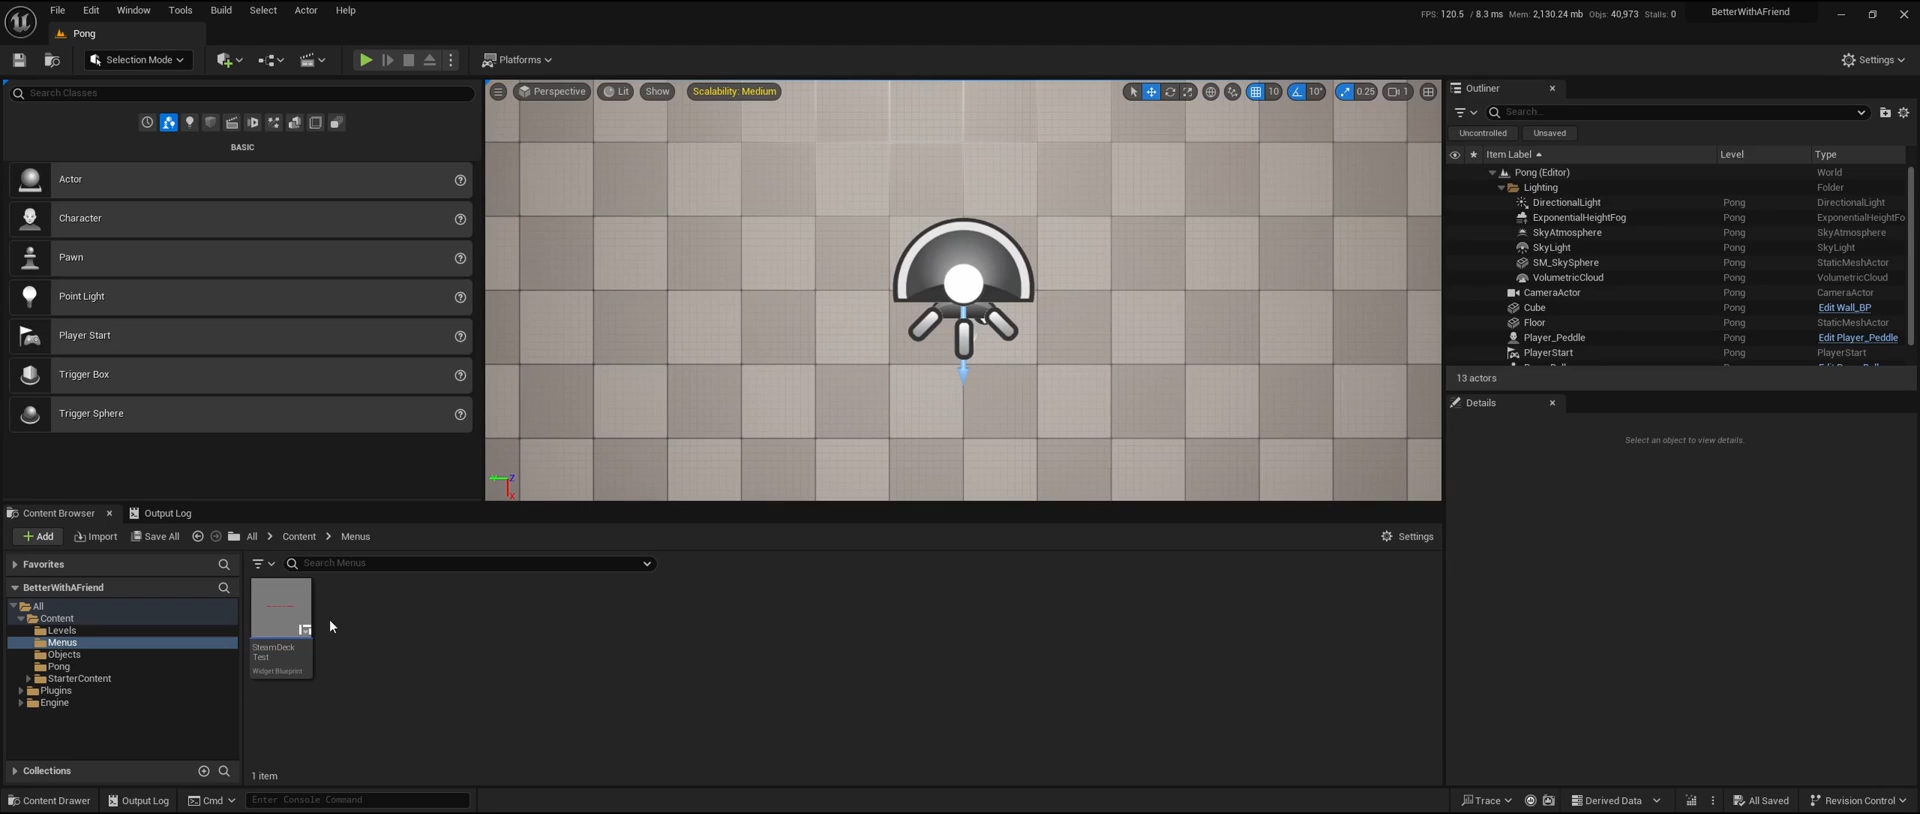 File Edit Window Tools Build Select Actor Help
FPS: 120.5 / 8.3 ms Mem: 2,130.24 mb Objs: 40,973 Stalls: 0
BetterWithAFriend
Pong
Selection Mode
Platforms
Settings
Search Classes
BASIC
Actor
Character
Pawn
Point Light
Player Start
Trigger Box
Trigger Sphere
Perspective
Lit
Show
Scalability: Medium
10
10°
0.25
1
Z
X
Outliner
Search...
Uncontrolled
Unsaved
Item Label Level Type
Pong (Editor) World
Lighting Folder
DirectionalLight Pong DirectionalLight
ExponentialHeightFog Pong ExponentialHeightFo
SkyAtmosphere Pong SkyAtmosphere
SkyLight Pong SkyLight
SM_SkySphere Pong StaticMeshActor
VolumetricCloud Pong VolumetricCloud
CameraActor Pong CameraActor
Cube Pong Edit Wall_BP
Floor Pong StaticMeshActor
Player_Peddle Pong Edit Player_Peddle
PlayerStart Pong PlayerStart
13 actors
Details
Select an object to view details.
Content Browser
Output Log
Add
Import
Save All
All
Content
Menus
Settings
Favorites
BetterWithAFriend
All
Content
Levels
Menus
Objects
Pong
StarterContent
Plugins
Engine
Collections
Search Menus
SteamDeck
Test
Widget Blueprint
1 item
Content Drawer
Output Log
Cmd
Enter Console Command
Trace
Derived Data
All Saved
Revision Control